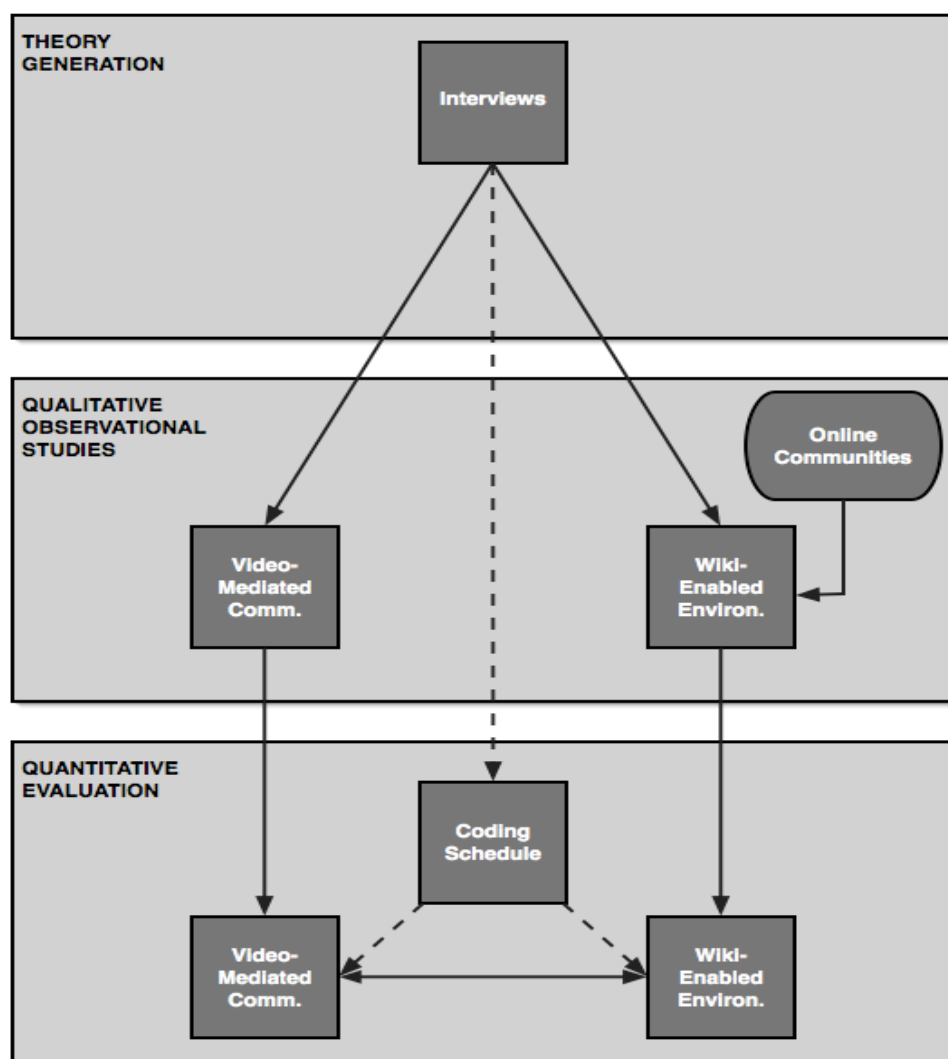 THEORY
GENERATION
Interviews
QUALITATIVE
OBSERVATIONAL
STUDIES
Online
Communities
Video-
Mediated
Comm.
Wiki-
Enabled
Environ.
QUANTITATIVE
EVALUATION
Coding
Schedule
Video-
Mediated
Comm.
Wiki-
Enabled
Environ.